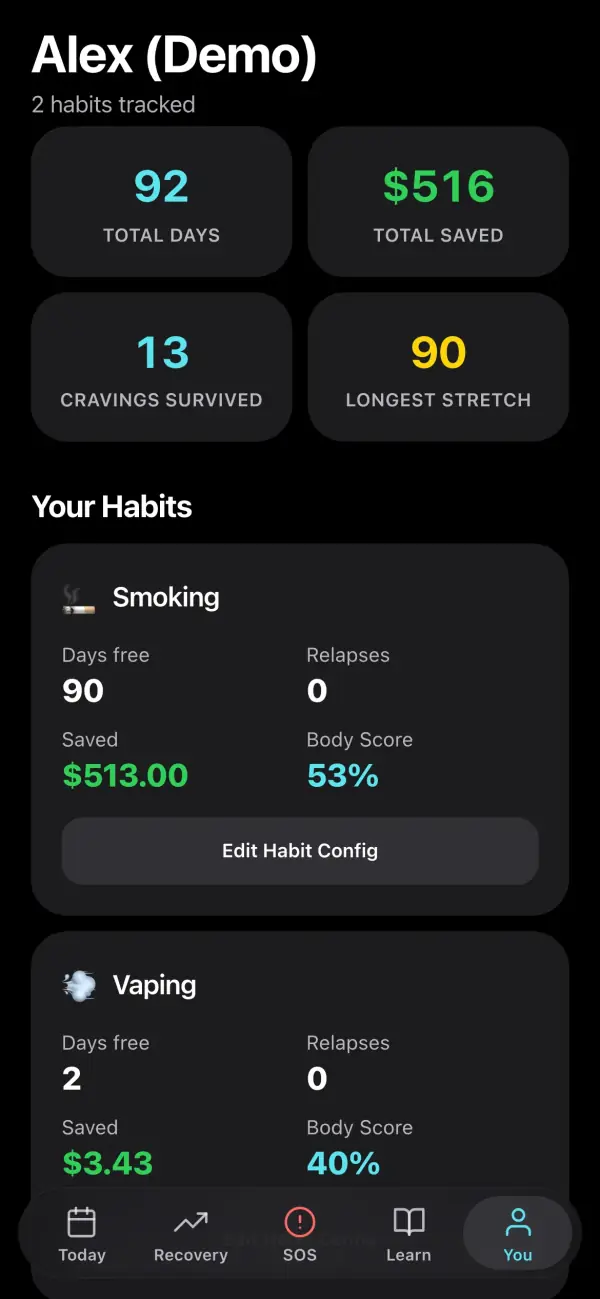 Alex (Demo)
2 habits tracked
92
TOTAL DAYS
$516
TOTAL SAVED
13
CRAVINGS SURVIVED
90
LONGEST STRETCH
Your Habits
Smoking
Days free
90
Relapses
0
Saved
$513.00
Body Score
53%
Edit Habit Config
Vaping
Days free
2
Relapses
0
Saved
$3.43
Body Score
40%
Today
Recovery
SOS
Learn
You